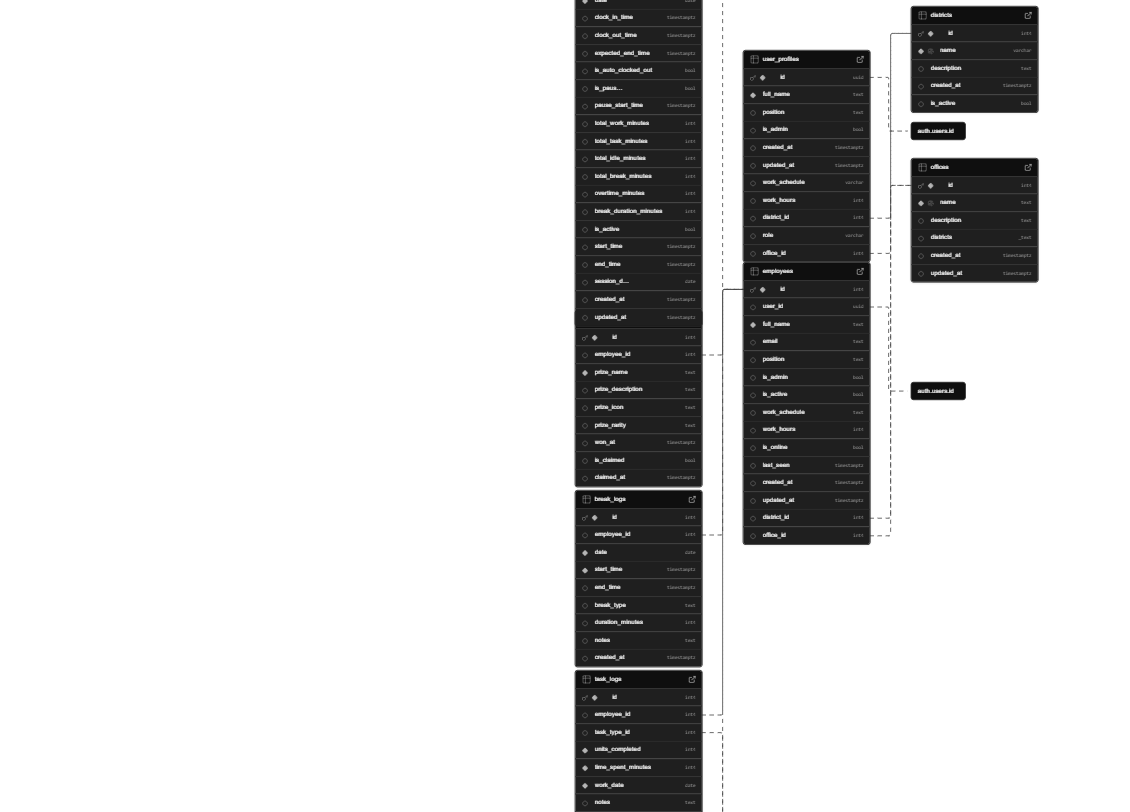 date date
clock_in_time timestamptz
clock_out_time timestamptz
expected_end_time timestamptz
is_auto_clocked_out bool
is_paus... bool
pause_start_time timestamptz
total_work_minutes int4
total_task_minutes int4
total_idle_minutes int4
total_break_minutes int4
overtime_minutes int4
break_duration_minutes int4
is_active bool
start_time timestamptz
end_time timestamptz
session_d... date
created_at timestamptz
updated_at timestamptz
id int4
employee_id int4
prize_name text
prize_description text
prize_icon text
prize_rarity text
won_at timestamptz
is_claimed bool
claimed_at timestamptz
break_logs
id int4
employee_id int4
date date
start_time timestamptz
end_time timestamptz
break_type text
duration_minutes int4
notes text
created_at timestamptz
task_logs
id int4
employee_id int4
task_type_id int4
units_completed int4
time_spent_minutes int4
work_date date
notes text
user_profiles
id uuid
full_name text
position text
is_admin bool
created_at timestamptz
updated_at timestamptz
work_schedule varchar
work_hours int4
district_id int4
role varchar
office_id int4
employees
id int4
user_id uuid
full_name text
email text
position text
is_admin bool
is_active bool
work_schedule text
work_hours int4
is_online bool
last_seen timestamptz
created_at timestamptz
updated_at timestamptz
district_id int4
office_id int4
districts
id int4
name varchar
description text
created_at timestamptz
is_active bool
auth.users.id
offices
id int4
name text
description text
districts _text
created_at timestamptz
updated_at timestamptz
auth.users.id